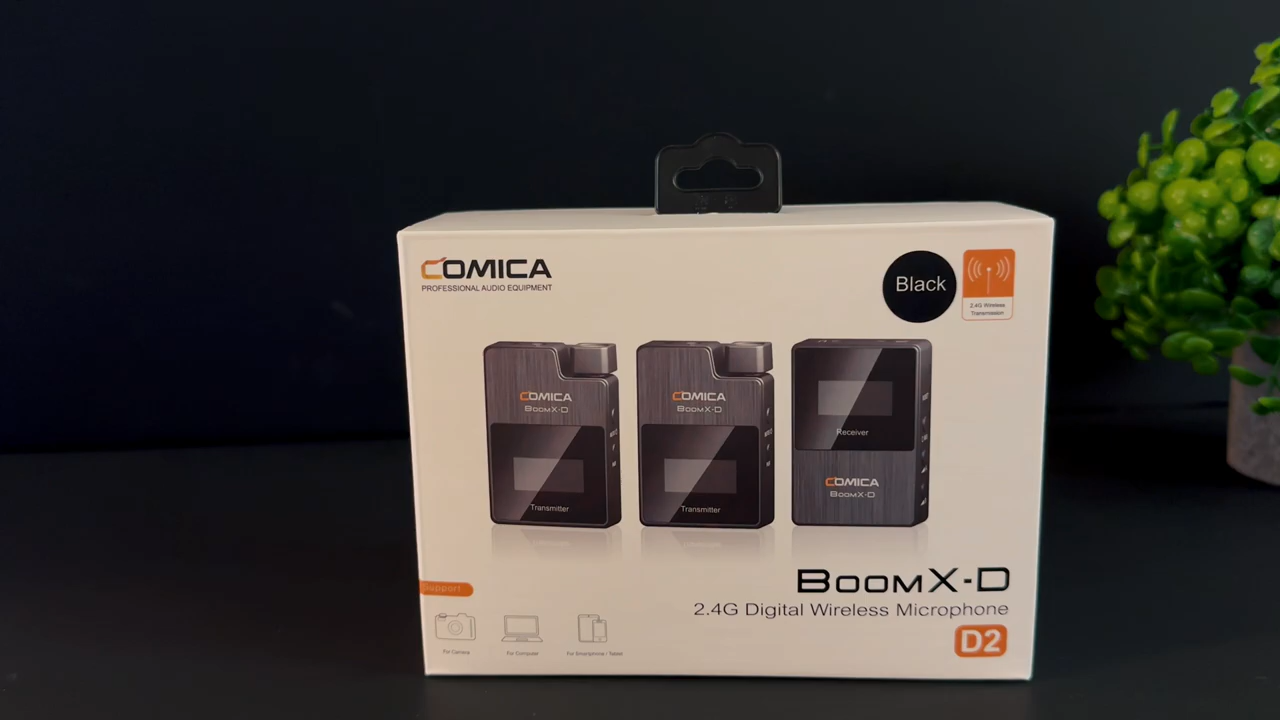 COMICA
PROFESSIONAL AUDIO EQUIPMENT
Black
2.4G Wireless
Transmission
COMICA
BOOMX-D
Transmitter
COMICA
BOOMX-D
Transmitter
Receiver
COMICA
BOOMX-D
BOOMX-D
2.4G Digital Wireless Microphone
D2
Support
For Camera
For Computer
For Smartphone / Tablet